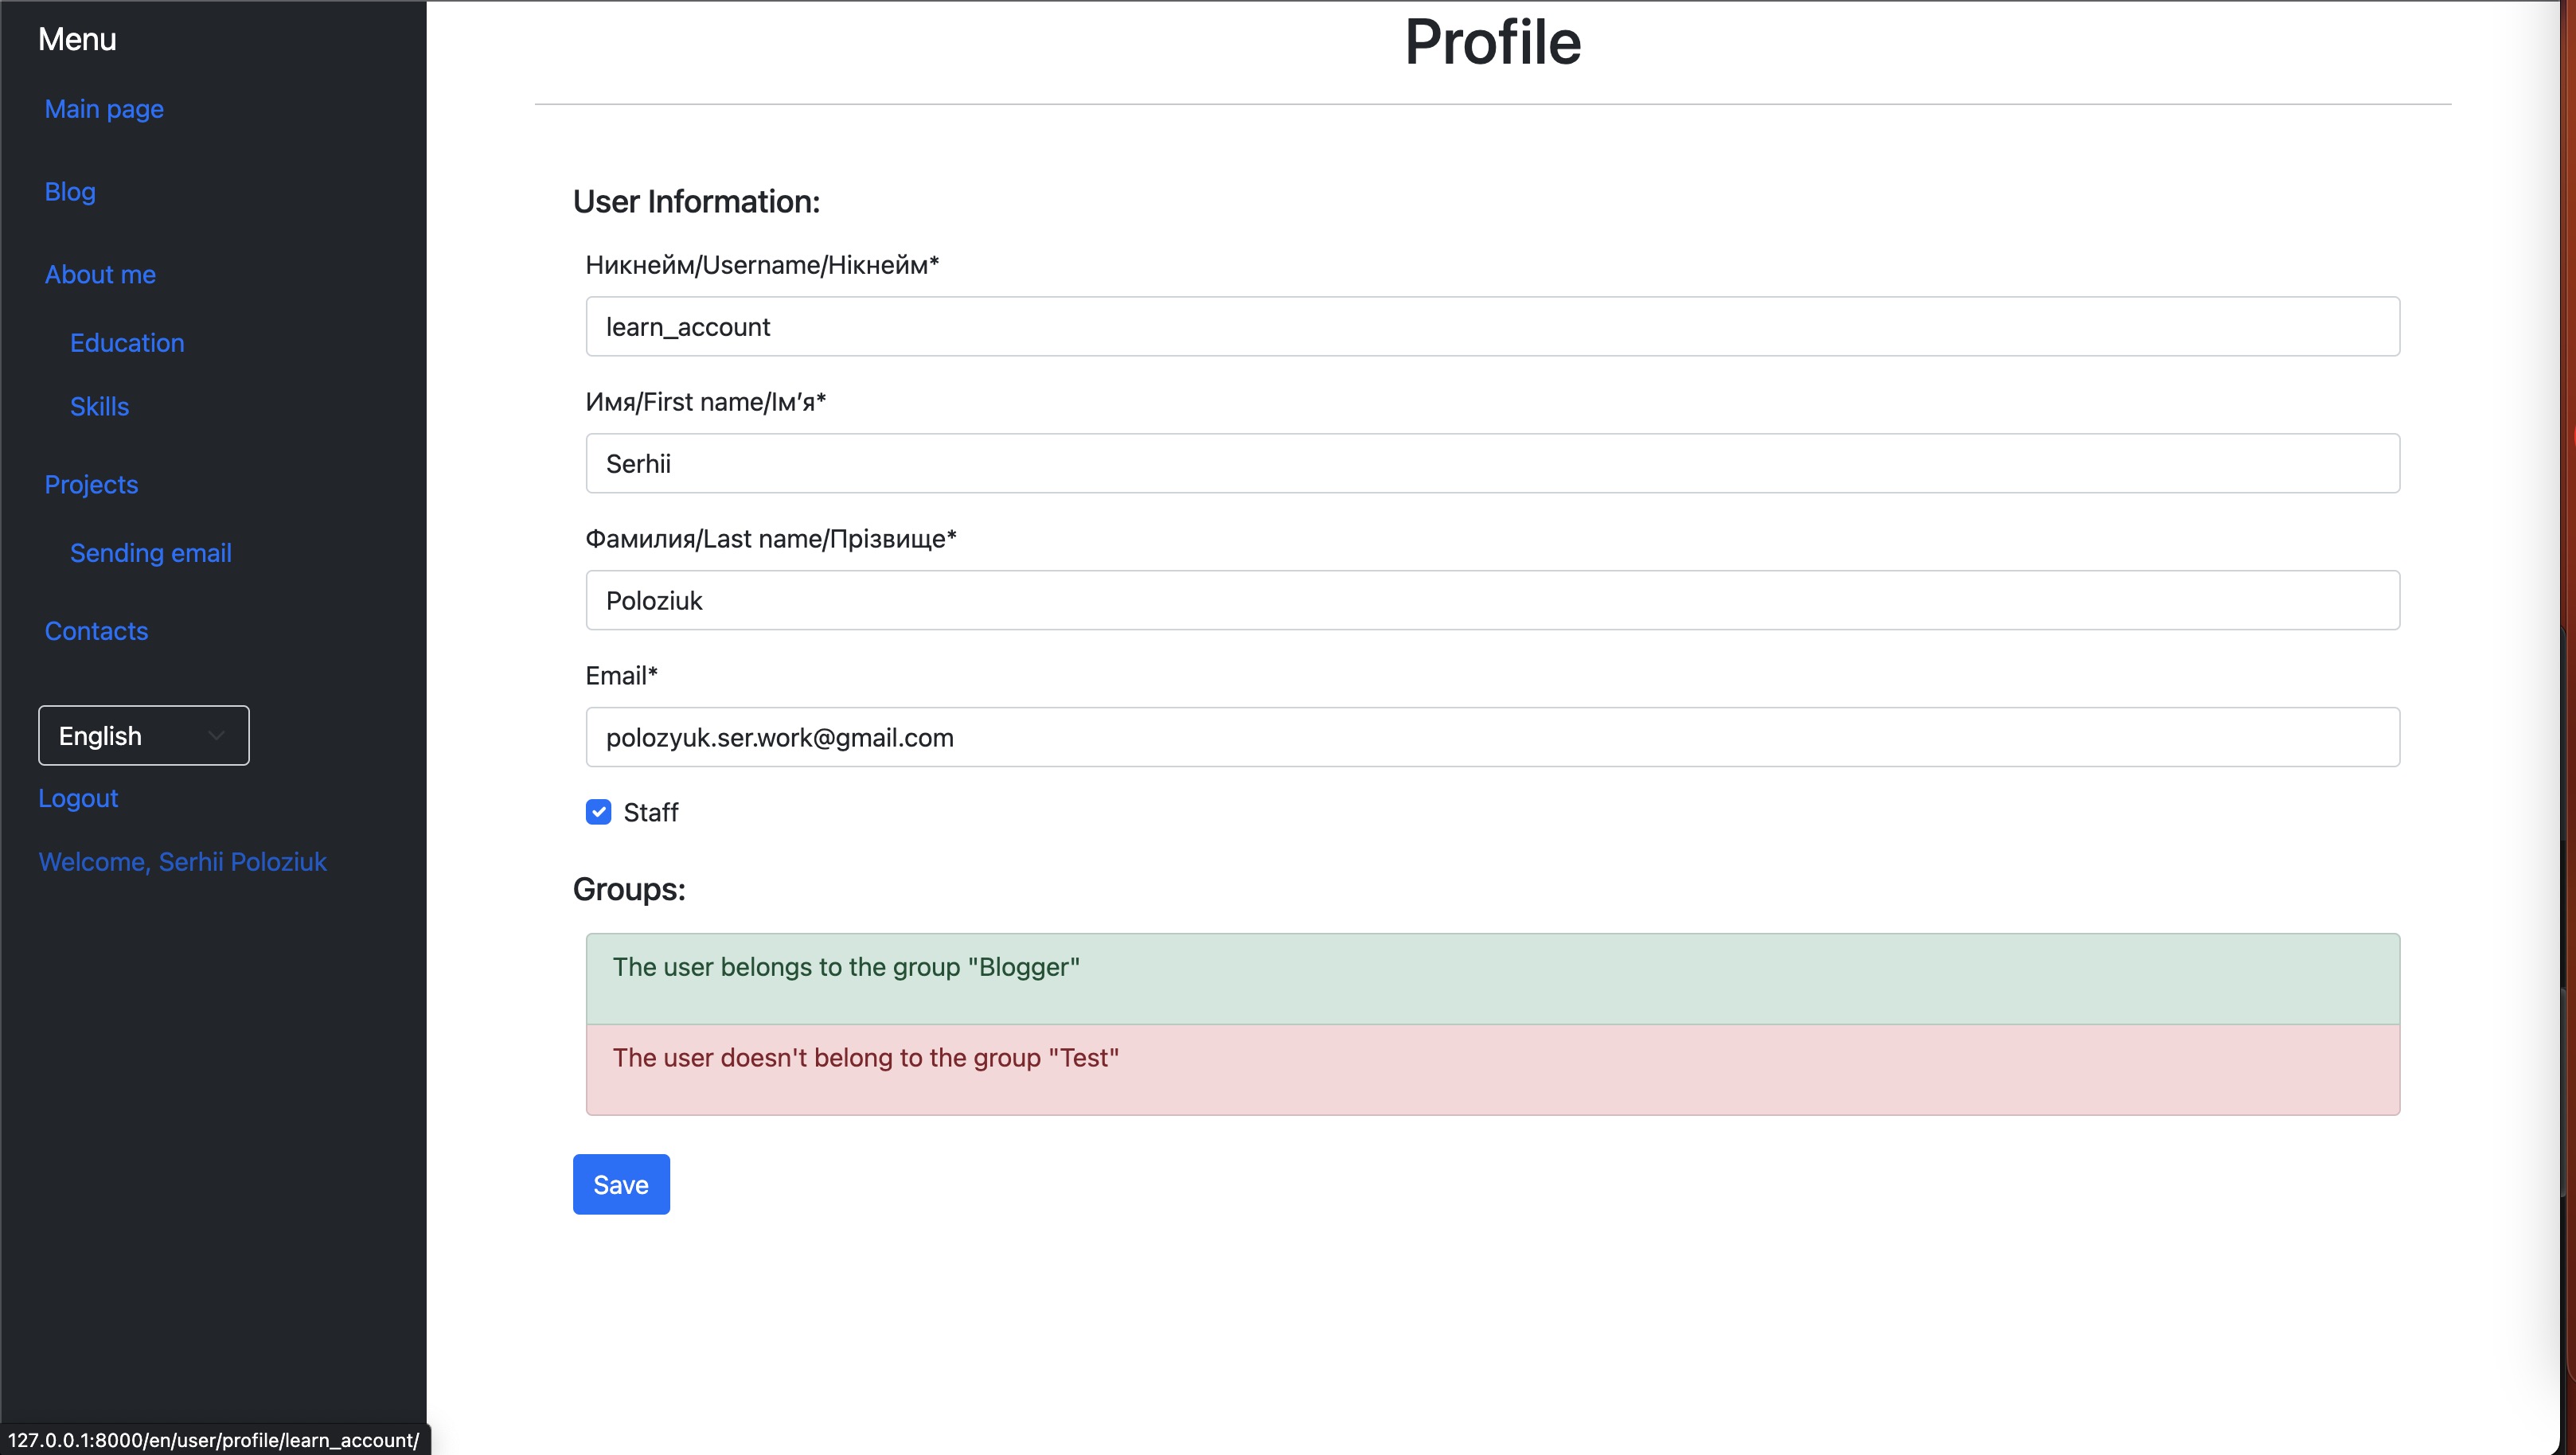 Menu
Main page
Blog
About me
Education
Skills
Projects
Sending email
Contacts
English
Logout
Welcome, Serhii Poloziuk
Profile
User Information:
Никнейм/Username/Нікнейм*
learn_account
Имя/First name/Ім'я*
Serhii
Фамилия/Last name/Прізвище*
Poloziuk
Email*
polozyuk.ser.work@gmail.com
Staff
Groups:
The user belongs to the group "Blogger"
The user doesn't belong to the group "Test"
Save
127.0.0.1:8000/en/user/profile/learn_account/